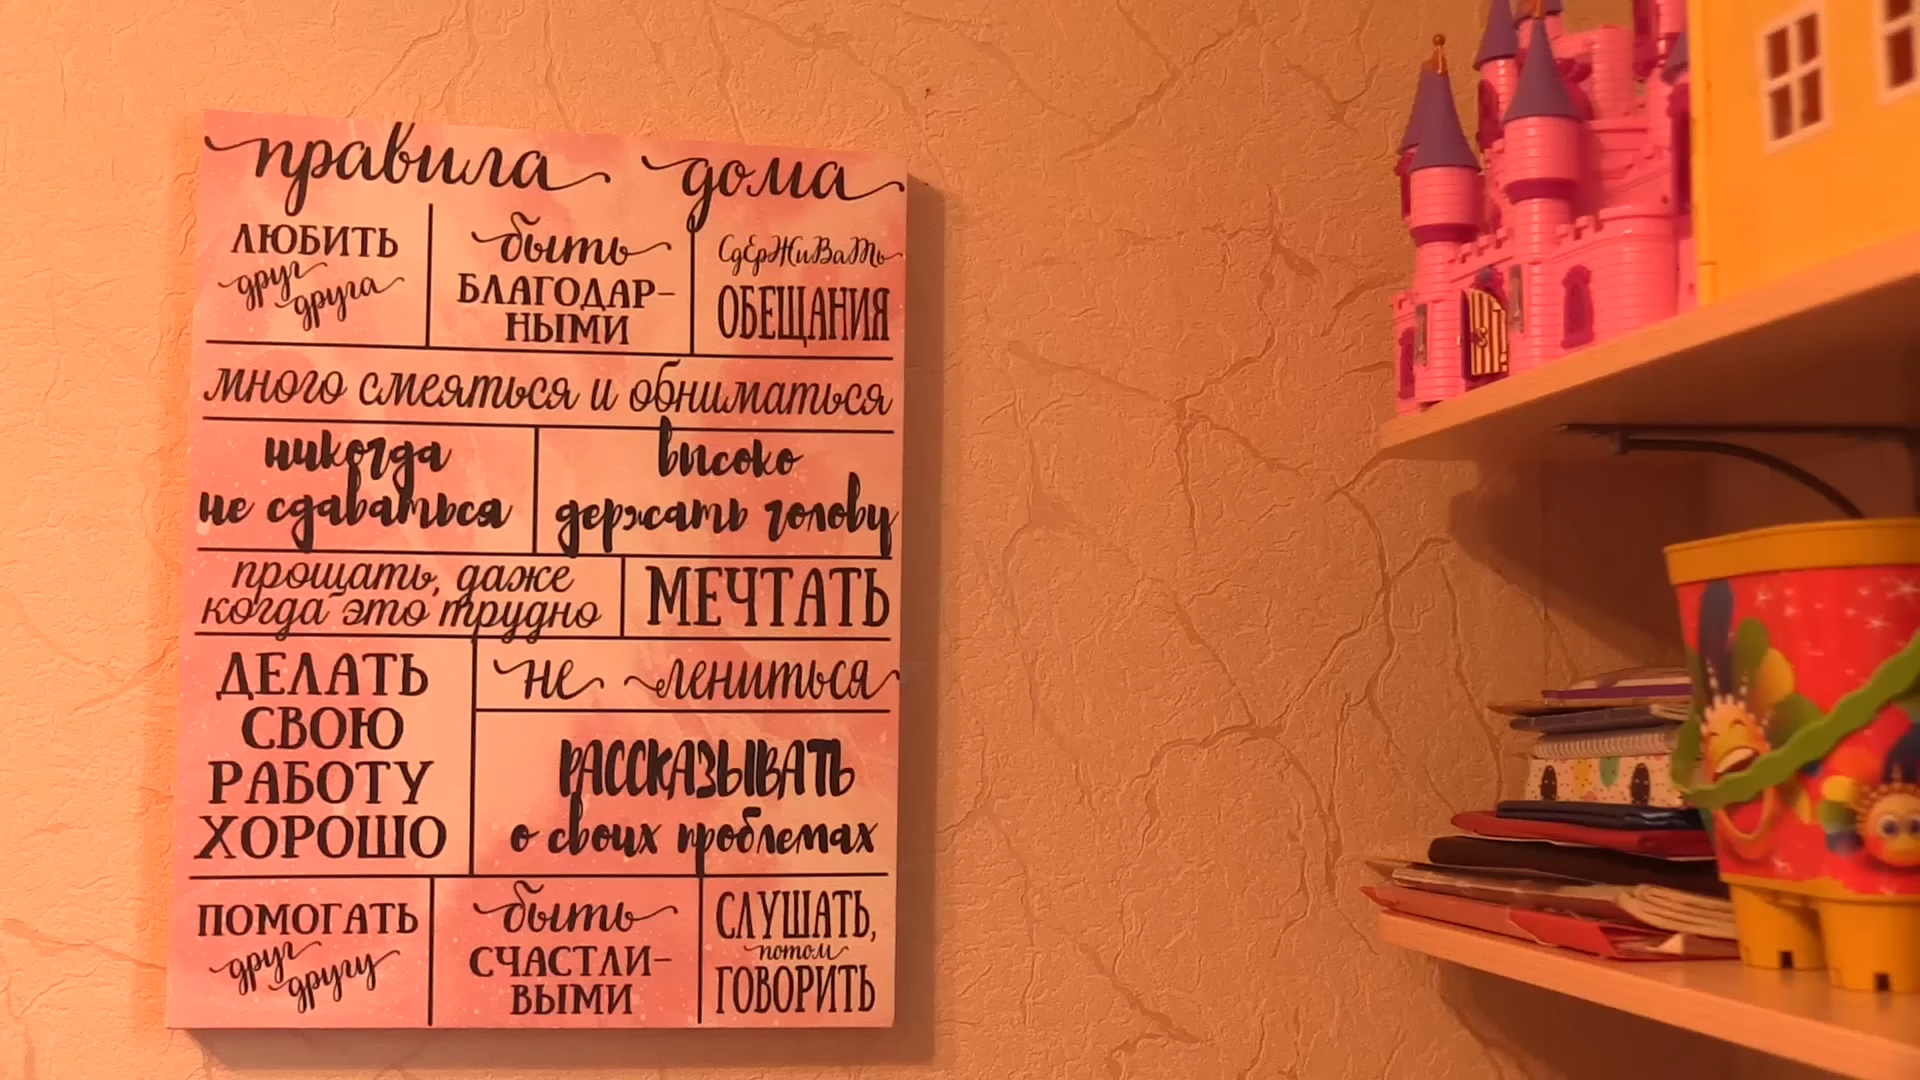 правила дома
ЛЮБИТЬ
друг
друга
быть
БЛАГОДАР-
НЫМИ
СдЕрЖиВаТЬ
ОБЕЩАНИЯ
много смеяться и обниматься
никогда
не сдаваться
высоко
держать голову
прощать, даже
когда это трудно
МЕЧТАТЬ
ДЕЛАТЬ
СВОЮ
РАБОТУ
ХОРОШО
не лениться
РАССКАЗЫВАТЬ
о своих проблемах
ПОМОГАТЬ
друг
другу
быть
СЧАСТЛИ-
ВЫМИ
СЛУШАТЬ,
потом
ГОВОРИТЬ